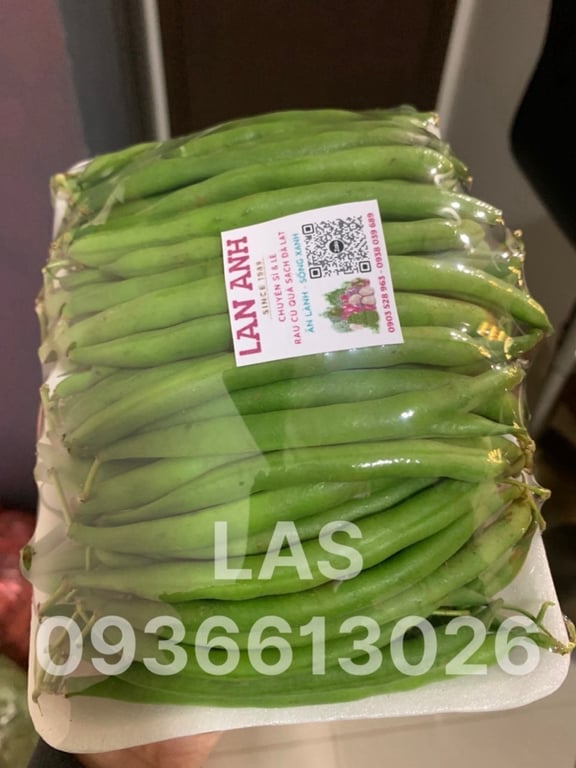 LAN ANH
SINCE 1989
CHUYÊN SỈ & LẺ
RAU CỦ QUẢ SẠCH ĐÀ LẠT
ĂN LÀNH - SỐNG XANH
0903 528 963 - 0938 039 689
LAS
0936613026